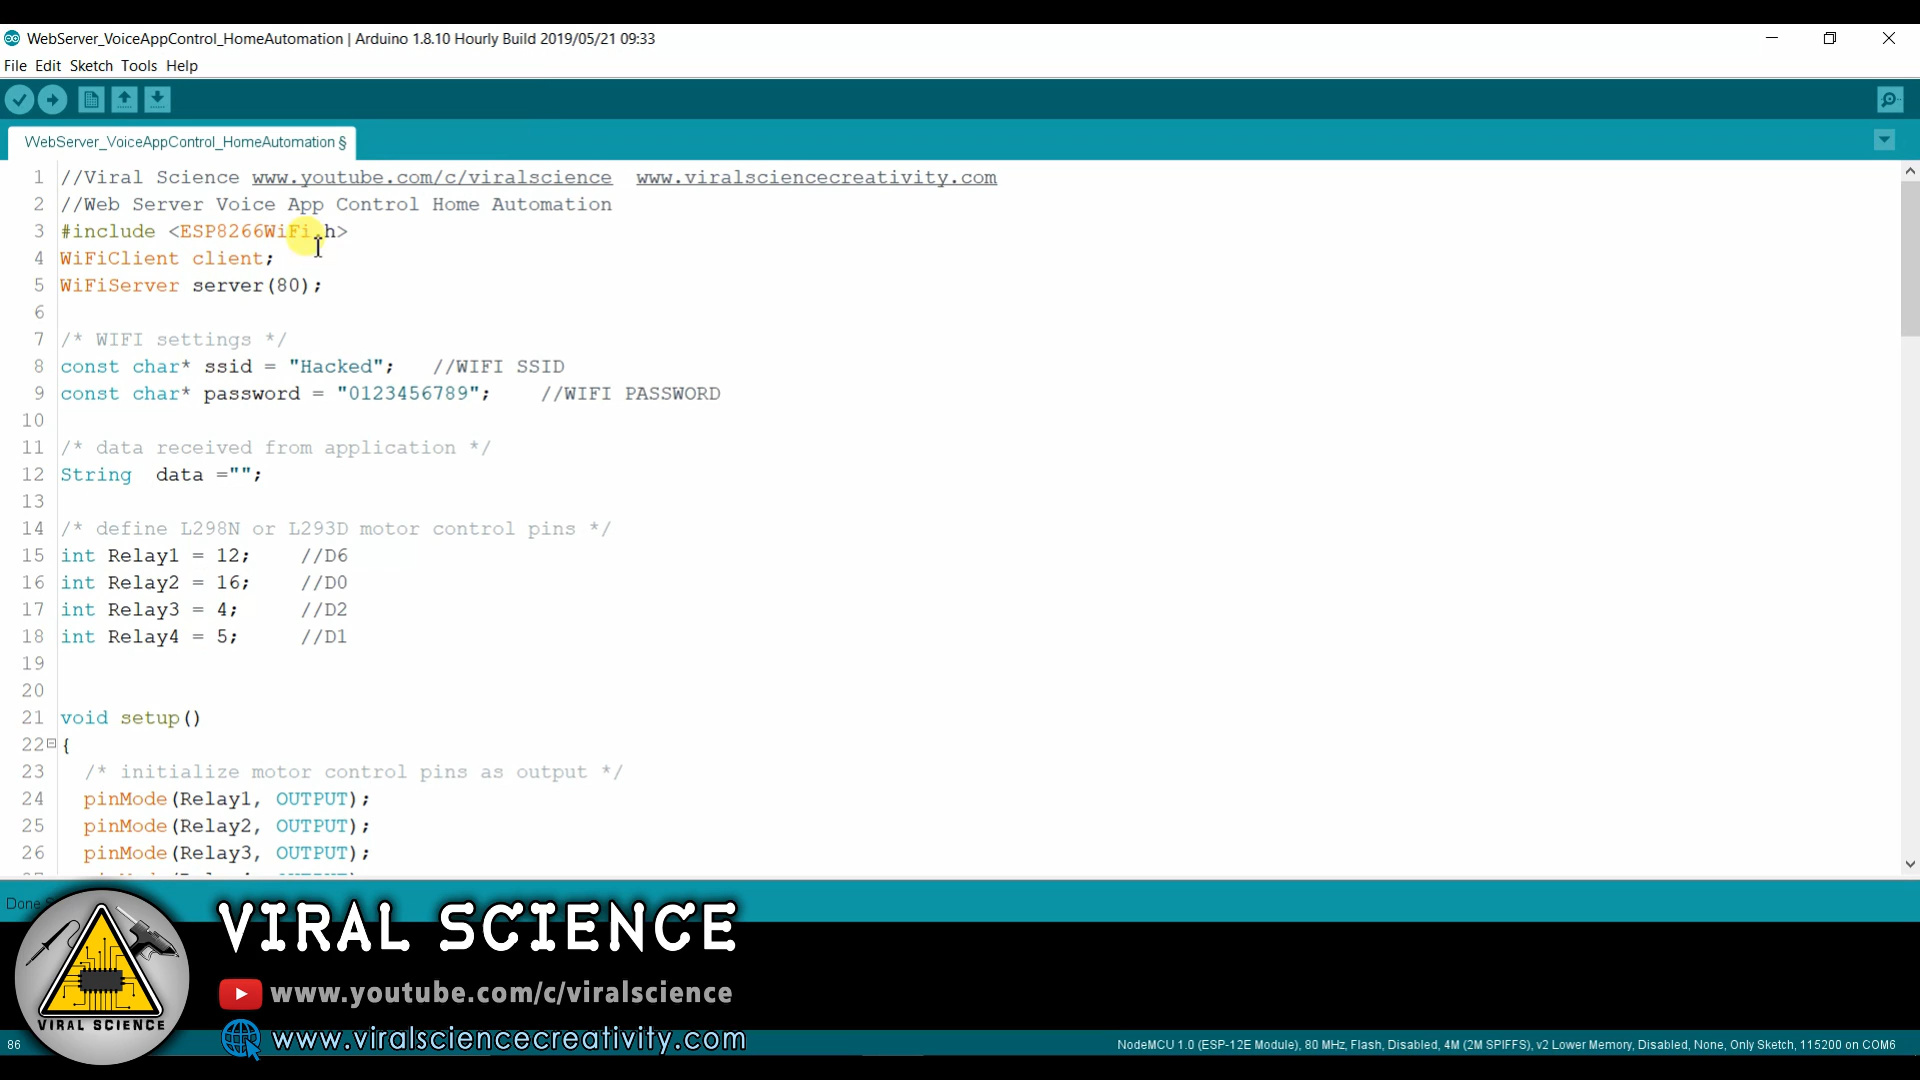 WebServer_VoiceAppControl_HomeAutomation | Arduino 1.8.10 Hourly Build 2019/05/21 09:33
File Edit Sketch Tools Help
WebServer_VoiceAppControl_HomeAutomation §
1 //Viral Science www.youtube.com/c/viralscience  www.viralsciencecreativity.com
2 //Web Server Voice App Control Home Automation
3 #include <ESP8266WiFi.h>
4 WiFiClient client;
5 WiFiServer server(80);
6
7 /* WIFI settings */
8 const char* ssid = "Hacked";   //WIFI SSID
9 const char* password = "0123456789";    //WIFI PASSWORD
10
11 /* data received from application */
12 String  data ="";
13
14 /* define L298N or L293D motor control pins */
15 int Relay1 = 12;    //D6
16 int Relay2 = 16;    //D0
17 int Relay3 = 4;     //D2
18 int Relay4 = 5;     //D1
19
20
21 void setup()
22 {
23   /* initialize motor control pins as output */
24   pinMode(Relay1, OUTPUT);
25   pinMode(Relay2, OUTPUT);
26   pinMode(Relay3, OUTPUT);
Done
VIRAL SCIENCE
www.youtube.com/c/viralscience
VIRAL SCIENCE
www.viralsciencecreativity.com
86
NodeMCU 1.0 (ESP-12E Module), 80 MHz, Flash, Disabled, 4M (2M SPIFFS), v2 Lower Memory, Disabled, None, Only Sketch, 115200 on COM6